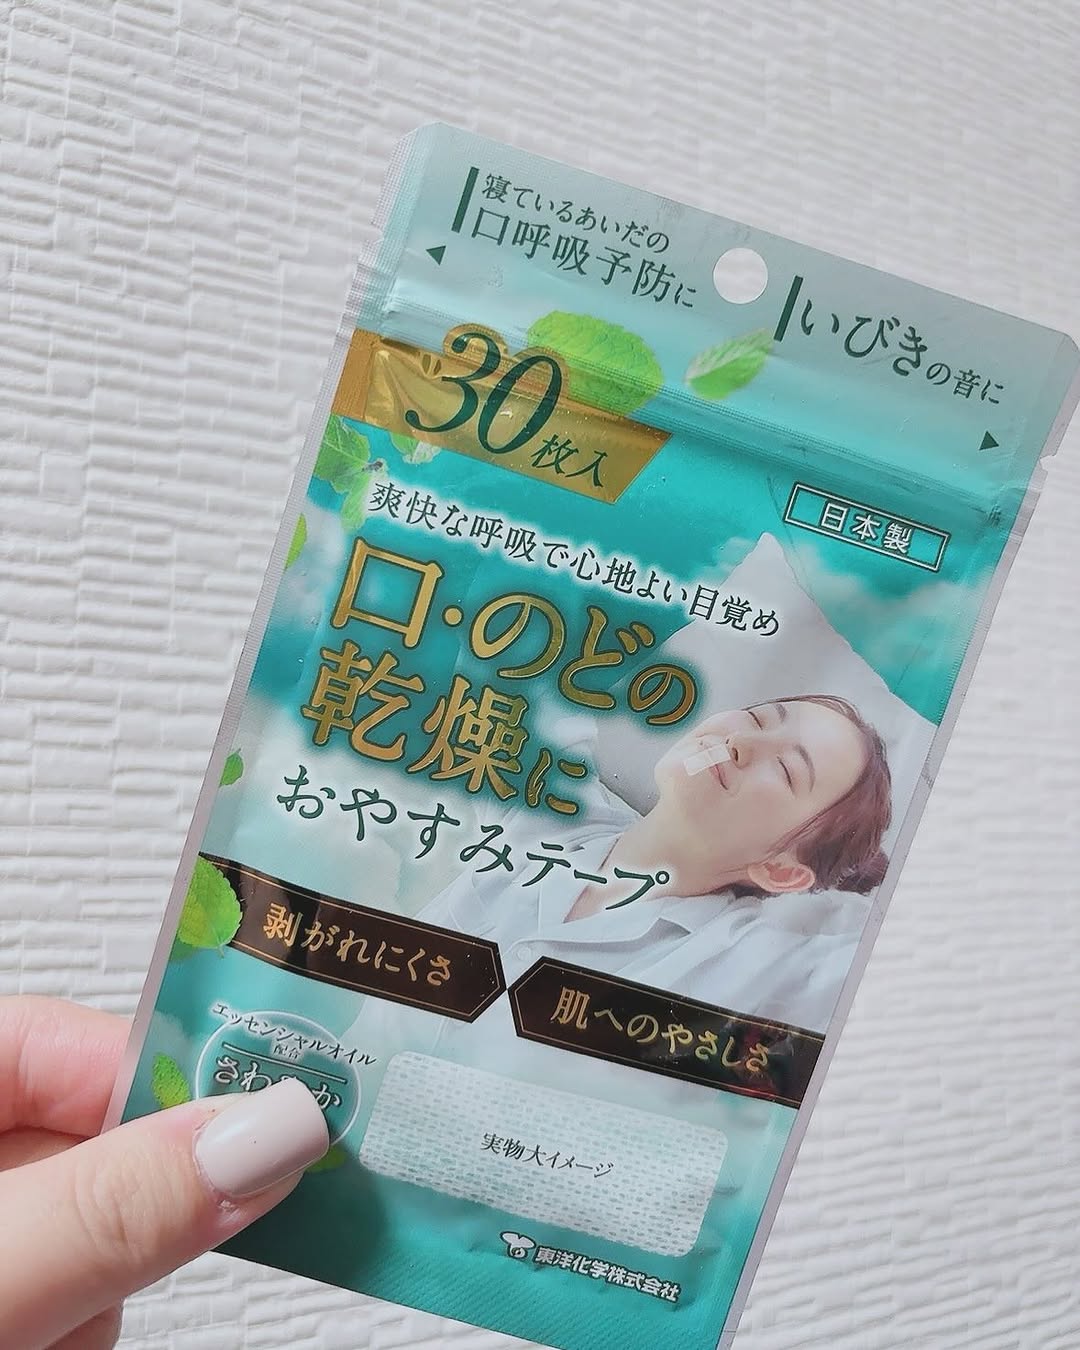 寝ているあいだの
口呼吸予防に
いびきの音に
30枚入
日本製
爽快な呼吸で心地よい目覚め
口・のどの
乾燥に
おやすみテープ
剥がれにくさ
肌へのやさしさ
エッセンシャルオイル
配合
実物大イメージ
東洋化学株式会社